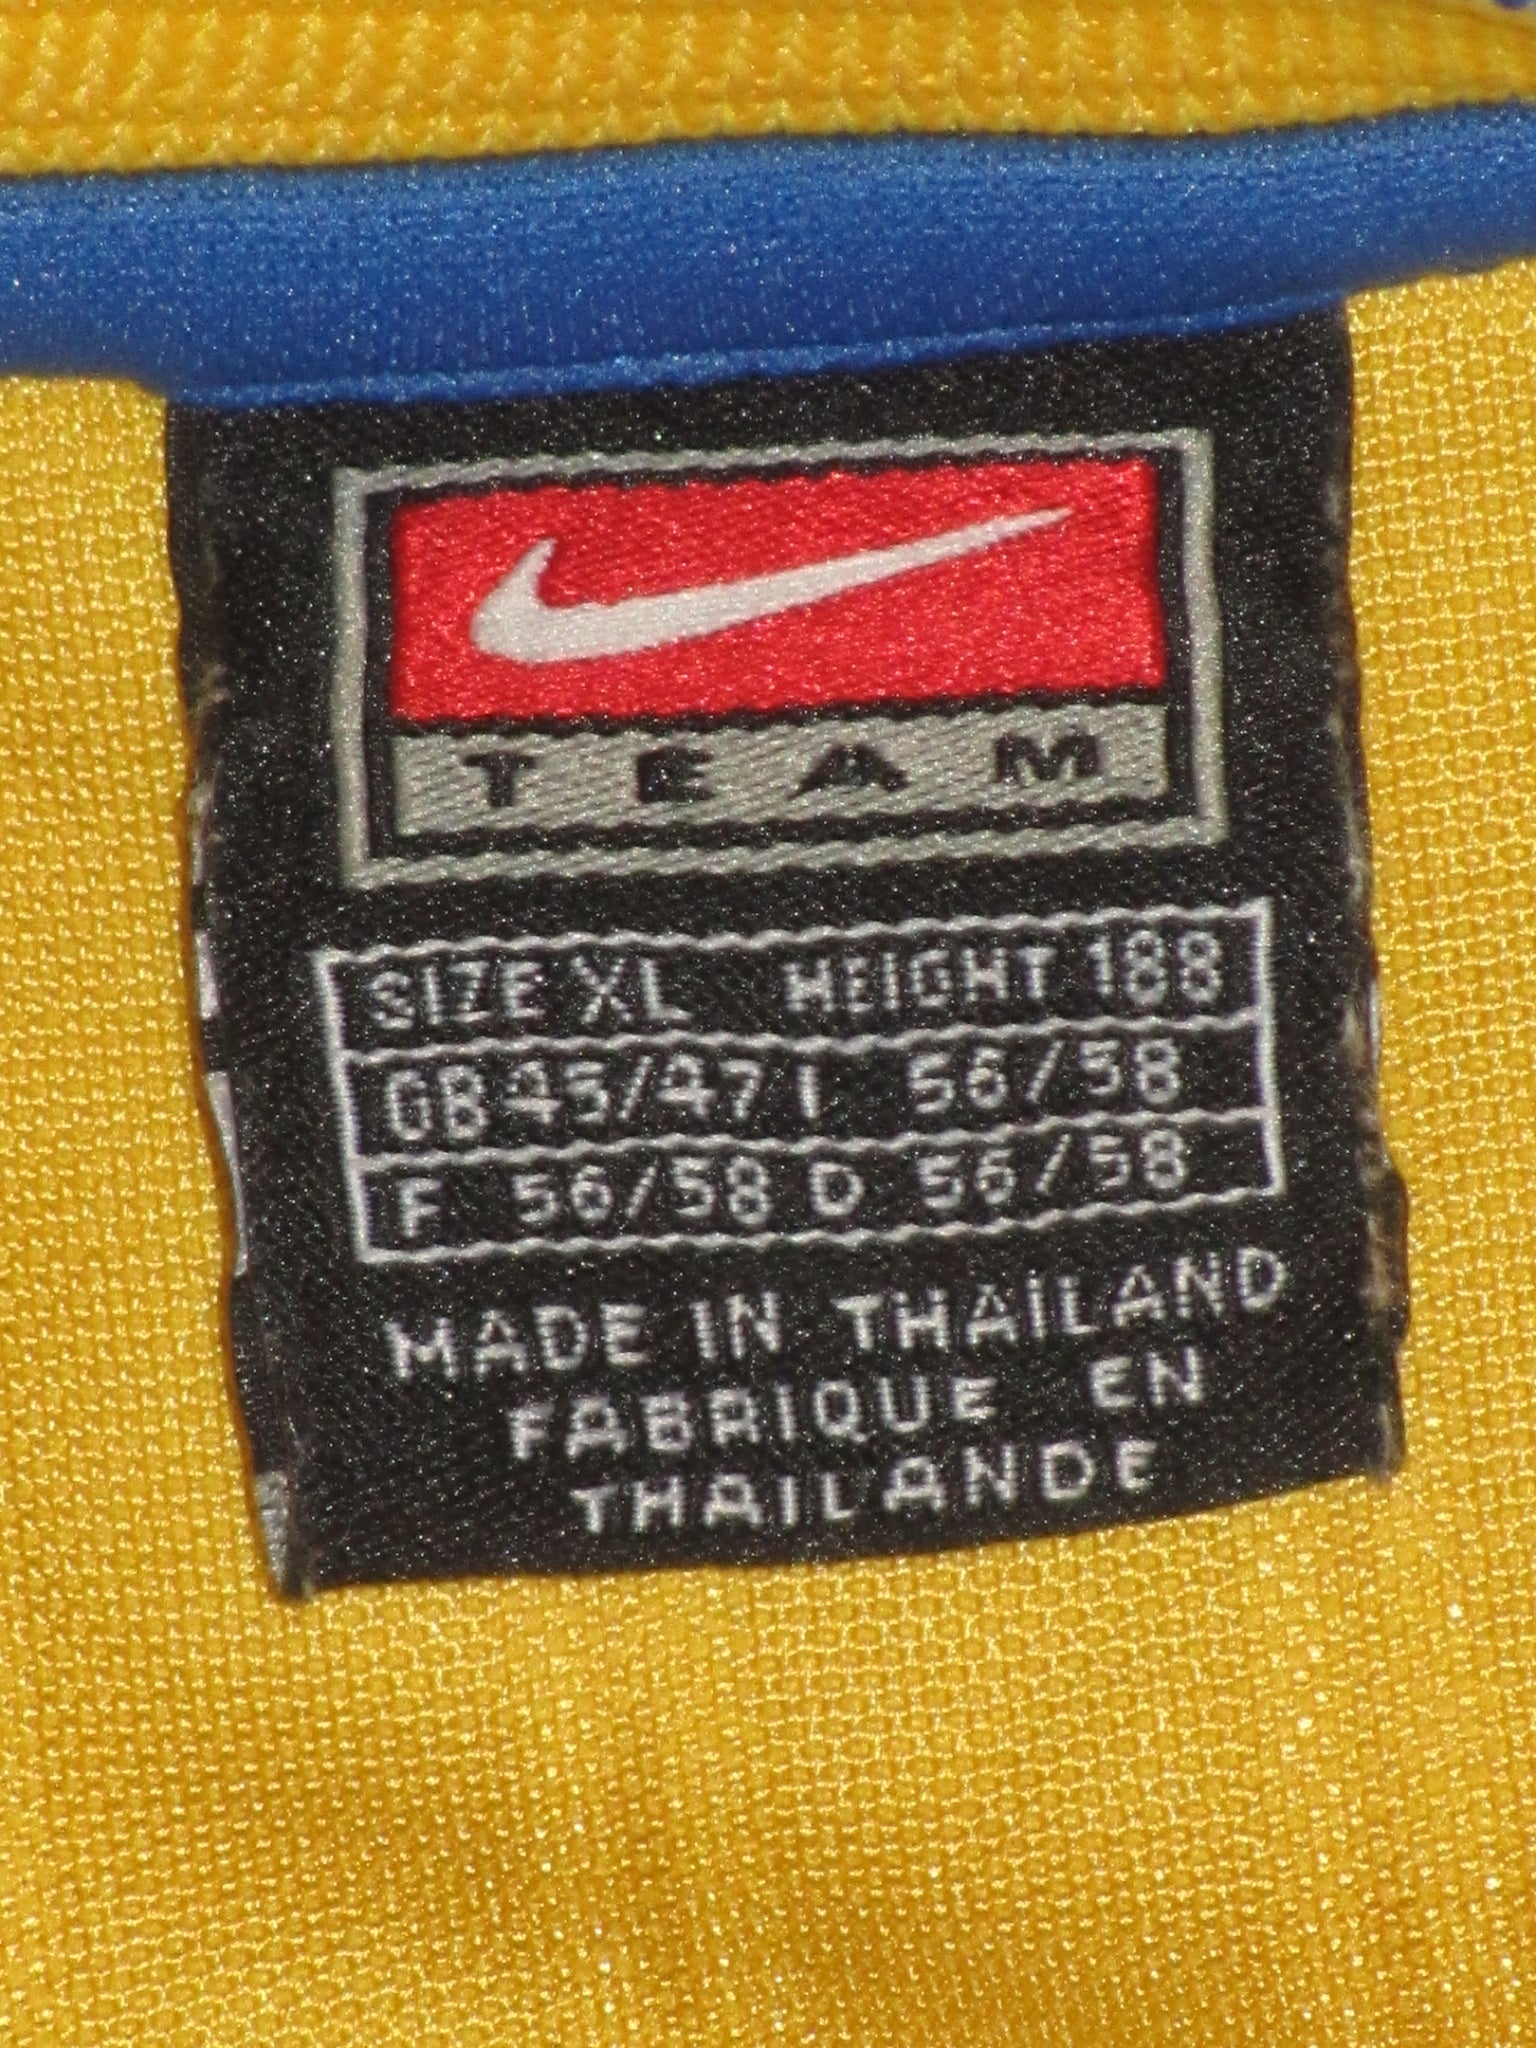 TEAM
SIZE XL HEIGHT 188
GB 45/47 I 56/58
F 56/58 D 56/58
MADE IN THAILAND
FABRIQUE EN
THAILANDE